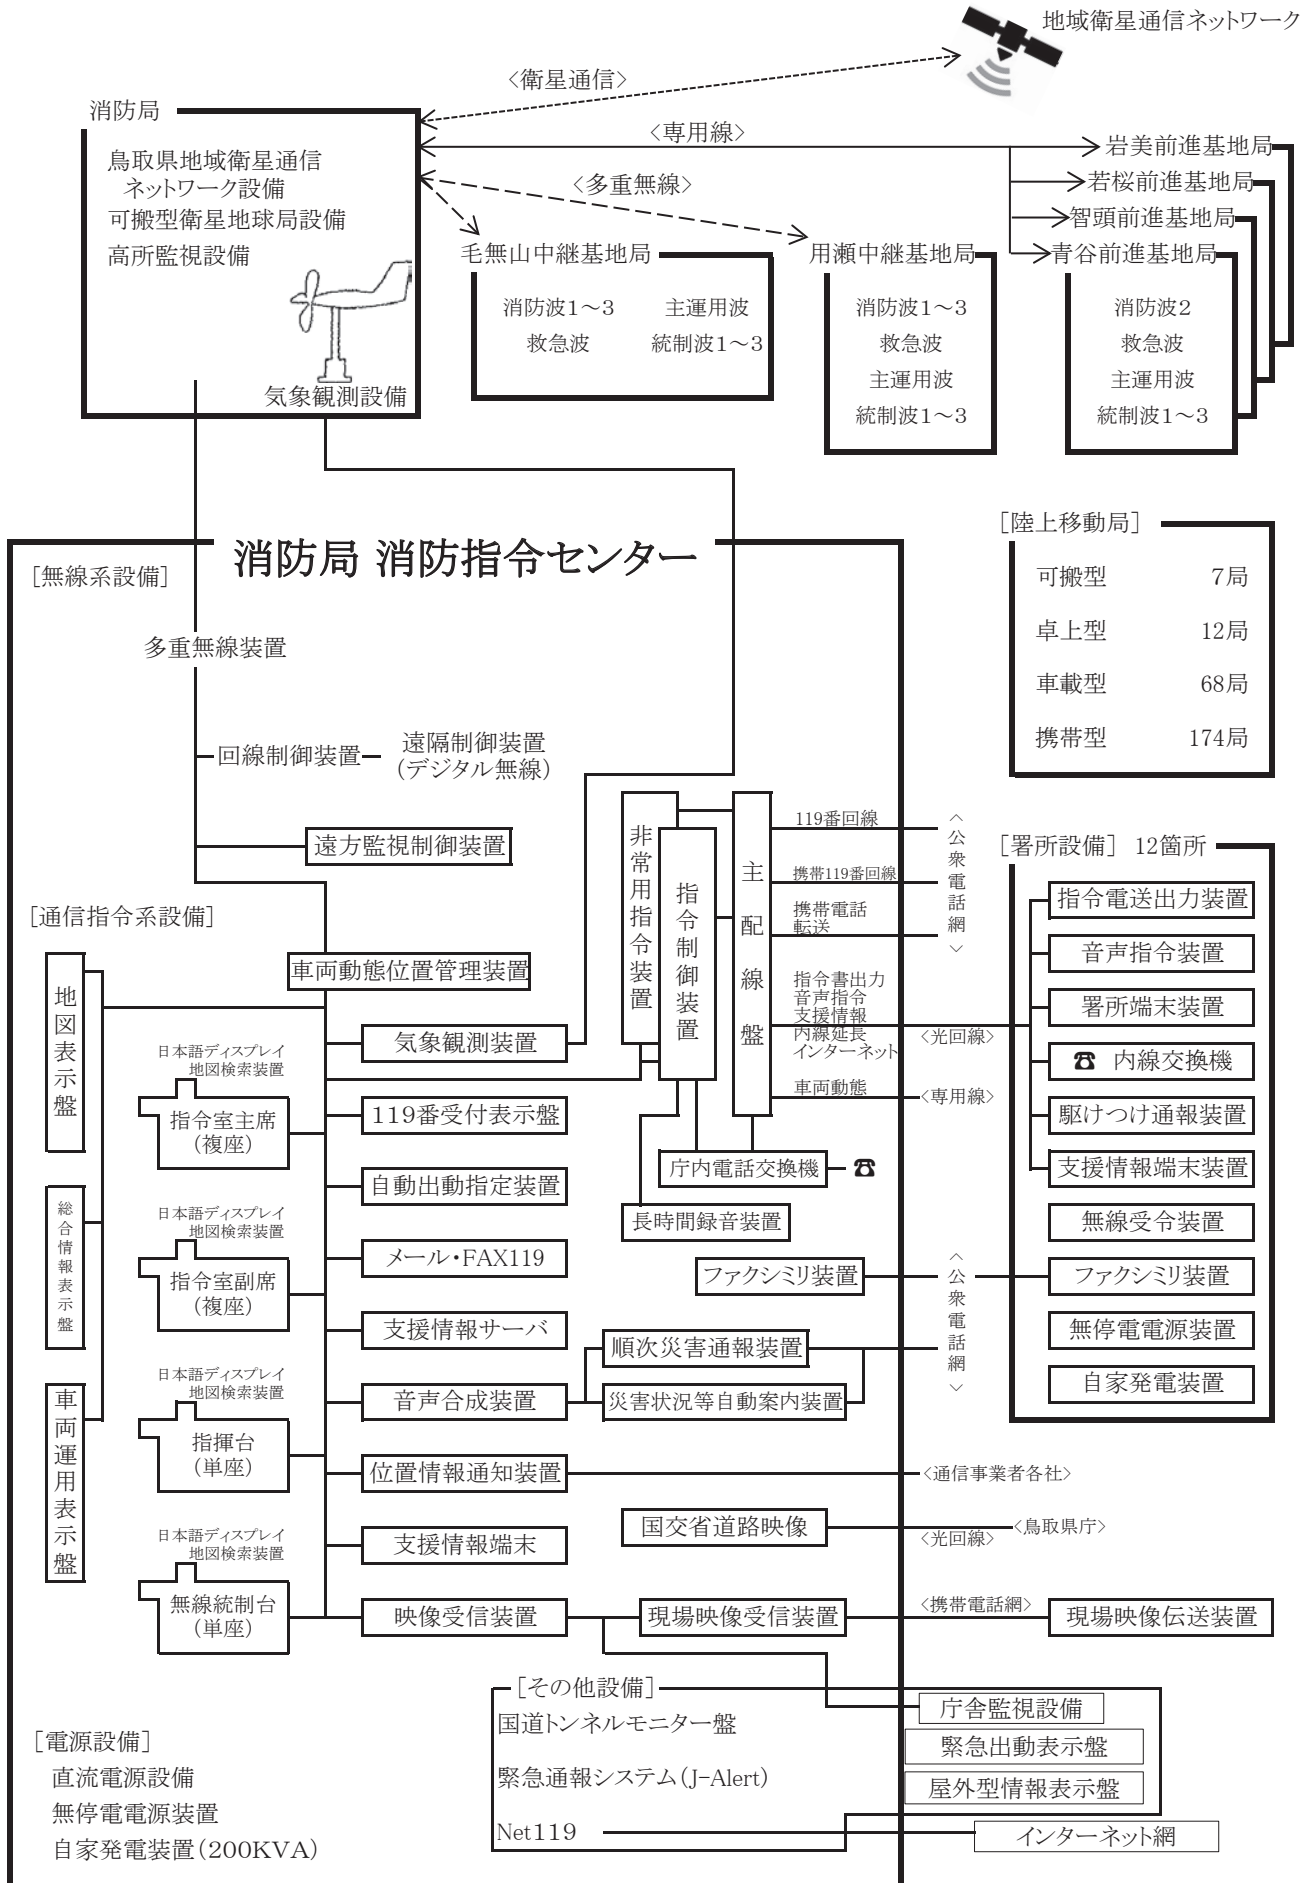 地域衛星通信ネットワーク
<衛星通信>
消防局
鳥取県地域衛星通信
ネットワーク設備
可搬型衛星地球局設備
高所監視設備
気象観測設備
<専用線>
<多重無線>
岩美前進基地局
若桜前進基地局
智頭前進基地局
青谷前進基地局
消防波2
救急波
主運用波
統制波1～3
毛無山中継基地局
消防波1～3 主運用波
救急波 統制波1～3
用瀬中継基地局
消防波1～3
救急波
主運用波
統制波1～3
[陸上移動局]
可搬型 7局
卓上型 12局
車載型 68局
携帯型 174局
消防局 消防指令センター
[無線系設備]
多重無線装置
回線制御装置
遠隔制御装置
(デジタル無線)
遠方監視制御装置
[通信指令系設備]
車両動態位置管理装置
地図表示盤
総合情報表示盤
車両運用表示盤
日本語ディスプレイ
地図検索装置
指令室主席
(複座)
日本語ディスプレイ
地図検索装置
指令室副席
(複座)
日本語ディスプレイ
地図検索装置
指揮台
(単座)
日本語ディスプレイ
地図検索装置
無線統制台
(単座)
気象観測装置
119番受付表示盤
自動出動指定装置
メール・FAX119
支援情報サーバ
音声合成装置
位置情報通知装置
支援情報端末
映像受信装置
非常用指令装置
指令制御装置
主配線盤
119番回線
携帯119番回線
携帯電話
転送
<公衆電話網>
指令書出力
音声指令
支援情報
内線延長
インターネット
<光回線>
車両動態
<専用線>
庁内電話交換機 ☎
長時間録音装置
ファクシミリ装置
順次災害通報装置
災害状況等自動案内装置
<公衆電話網>
<通信事業者各社>
国交省道路映像
<光回線>
<鳥取県庁>
現場映像受信装置
<携帯電話網>
現場映像伝送装置
[署所設備] 12箇所
指令電送出力装置
音声指令装置
署所端末装置
☎ 内線交換機
駆けつけ通報装置
支援情報端末装置
無線受令装置
ファクシミリ装置
無停電電源装置
自家発電装置
[その他設備]
国道トンネルモニター盤
緊急通報システム(J-Alert)
Net119
庁舎監視設備
緊急出動表示盤
屋外型情報表示盤
インターネット網
[電源設備]
直流電源設備
無停電電源装置
自家発電装置(200KVA)